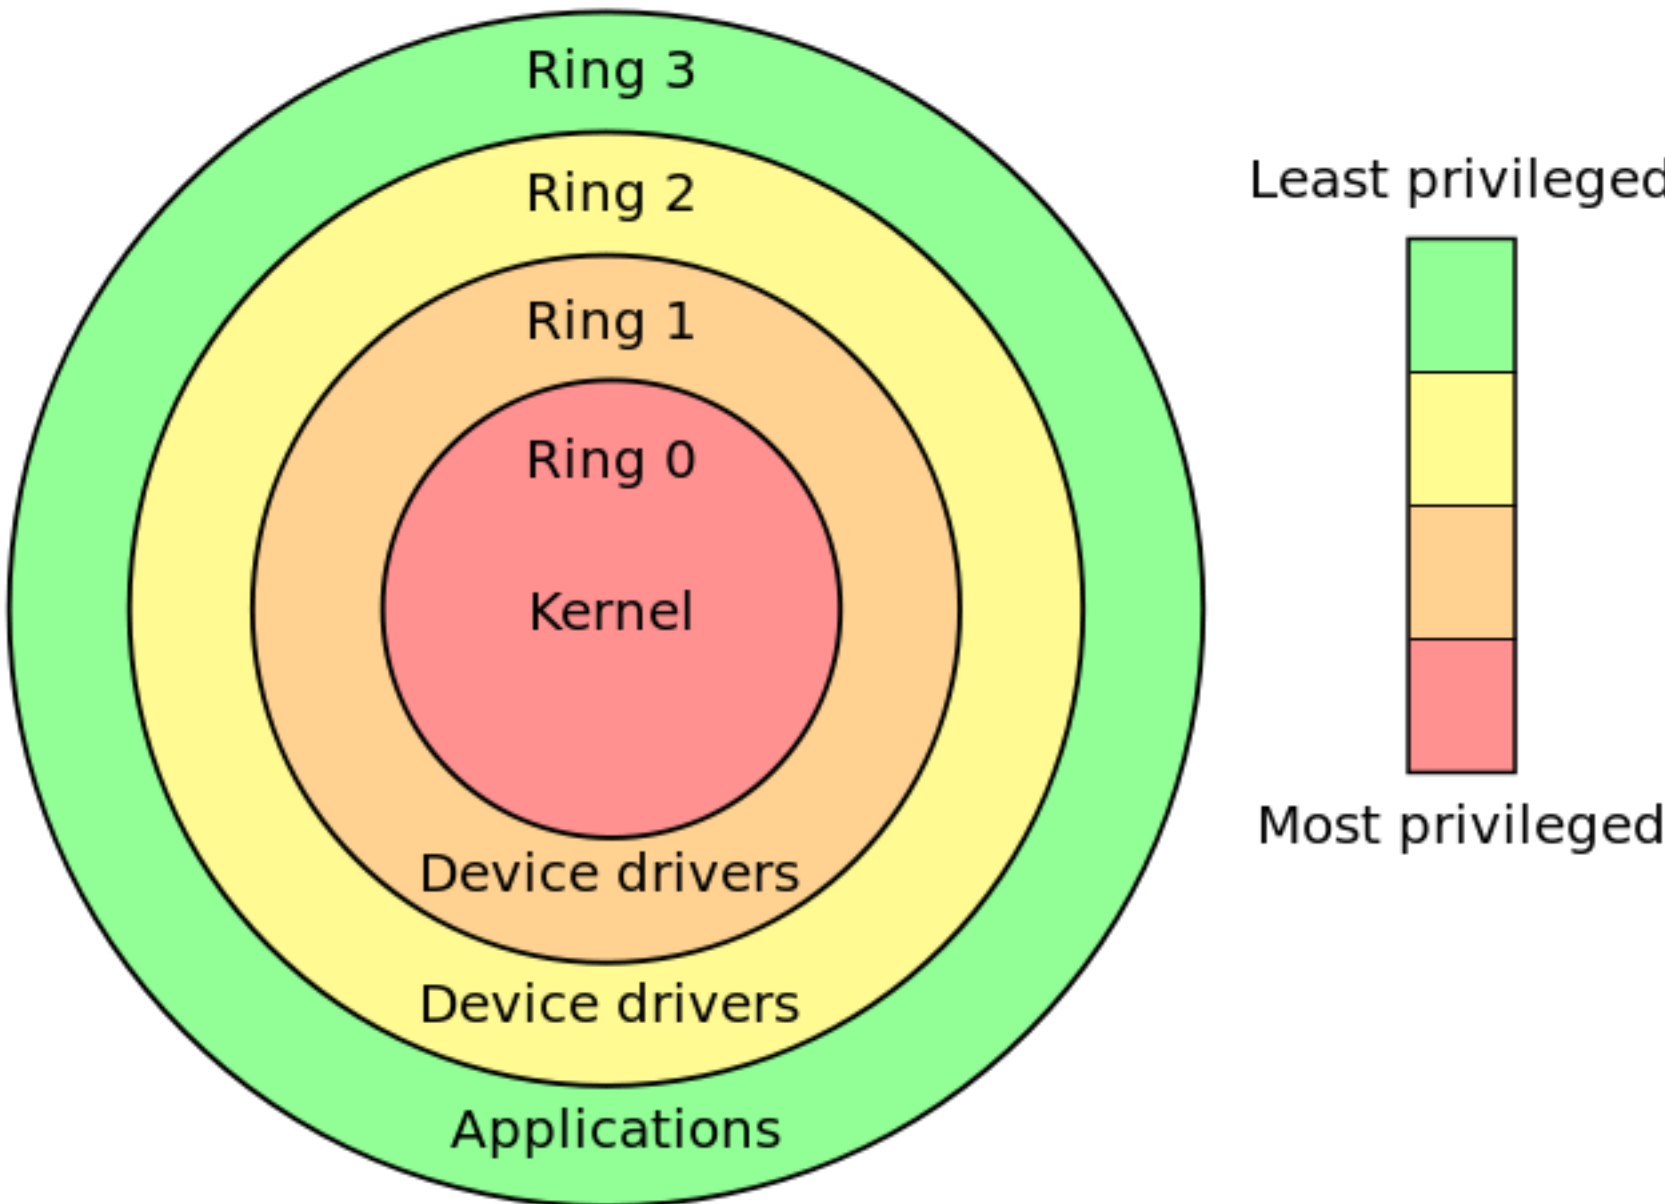 Ring 3
Ring 2
Ring 1
Ring 0
Kernel
Device drivers
Device drivers
Applications
Least privileged
Most privileged